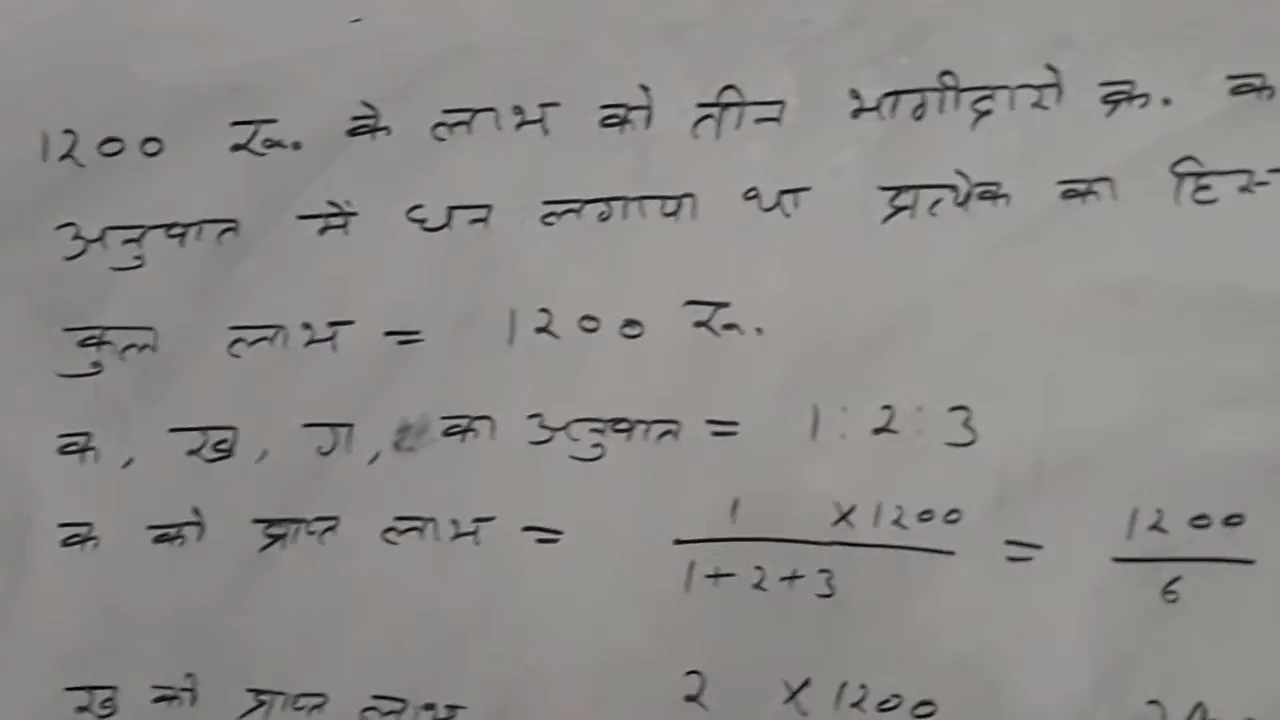 1200 रू. के लाभ को तीन भागीदारो क्र. क
अनुपात में धन लगाया था प्रत्येक का हिस्
कुल लाभ = 1200 रू.
क, ख, ग, का अनुपात = 1:2:3
क को प्राप्त लाभ = 1 ×1200 / 1+2+3 = 1200 / 6
ख को प्राप्त लाभ 2 ×1200